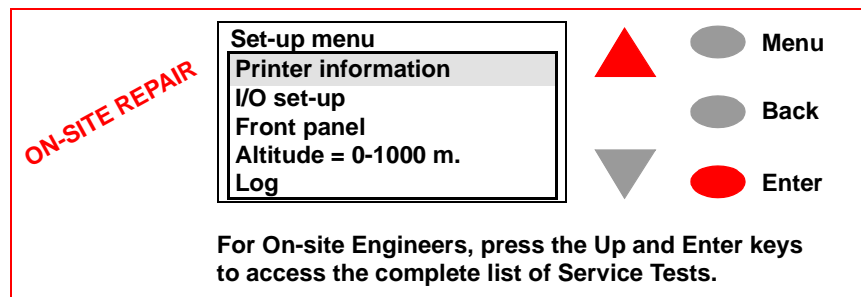 ON-SITE REPAIR
Set-up menu
Printer information
I/O set-up
Front panel
Altitude = 0-1000 m.
Log
Menu
Back
Enter
For On-site Engineers, press the Up and Enter keys
to access the complete list of Service Tests.